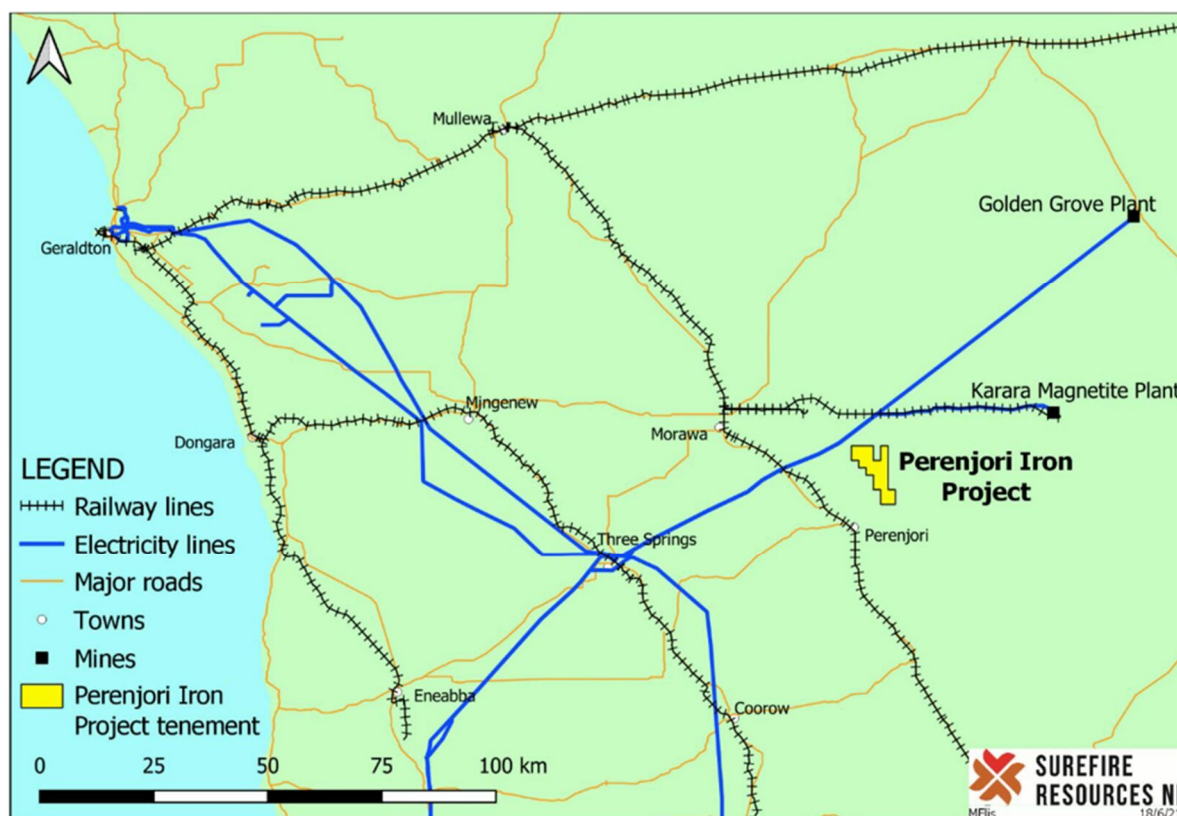 Mullewa
Golden Grove Plant
Geraldton
Karara Magnetite Plant
Mingenew
Morawa
Dongara
Perenjori Iron
Project
LEGEND
Railway lines
Electricity lines
Major roads
Towns
Mines
Perenjori Iron
Project tenement
Three Springs
Perenjori
Eneabba
Coorow
0 25 50 75 100 km
SUREFIRE
RESOURCES N